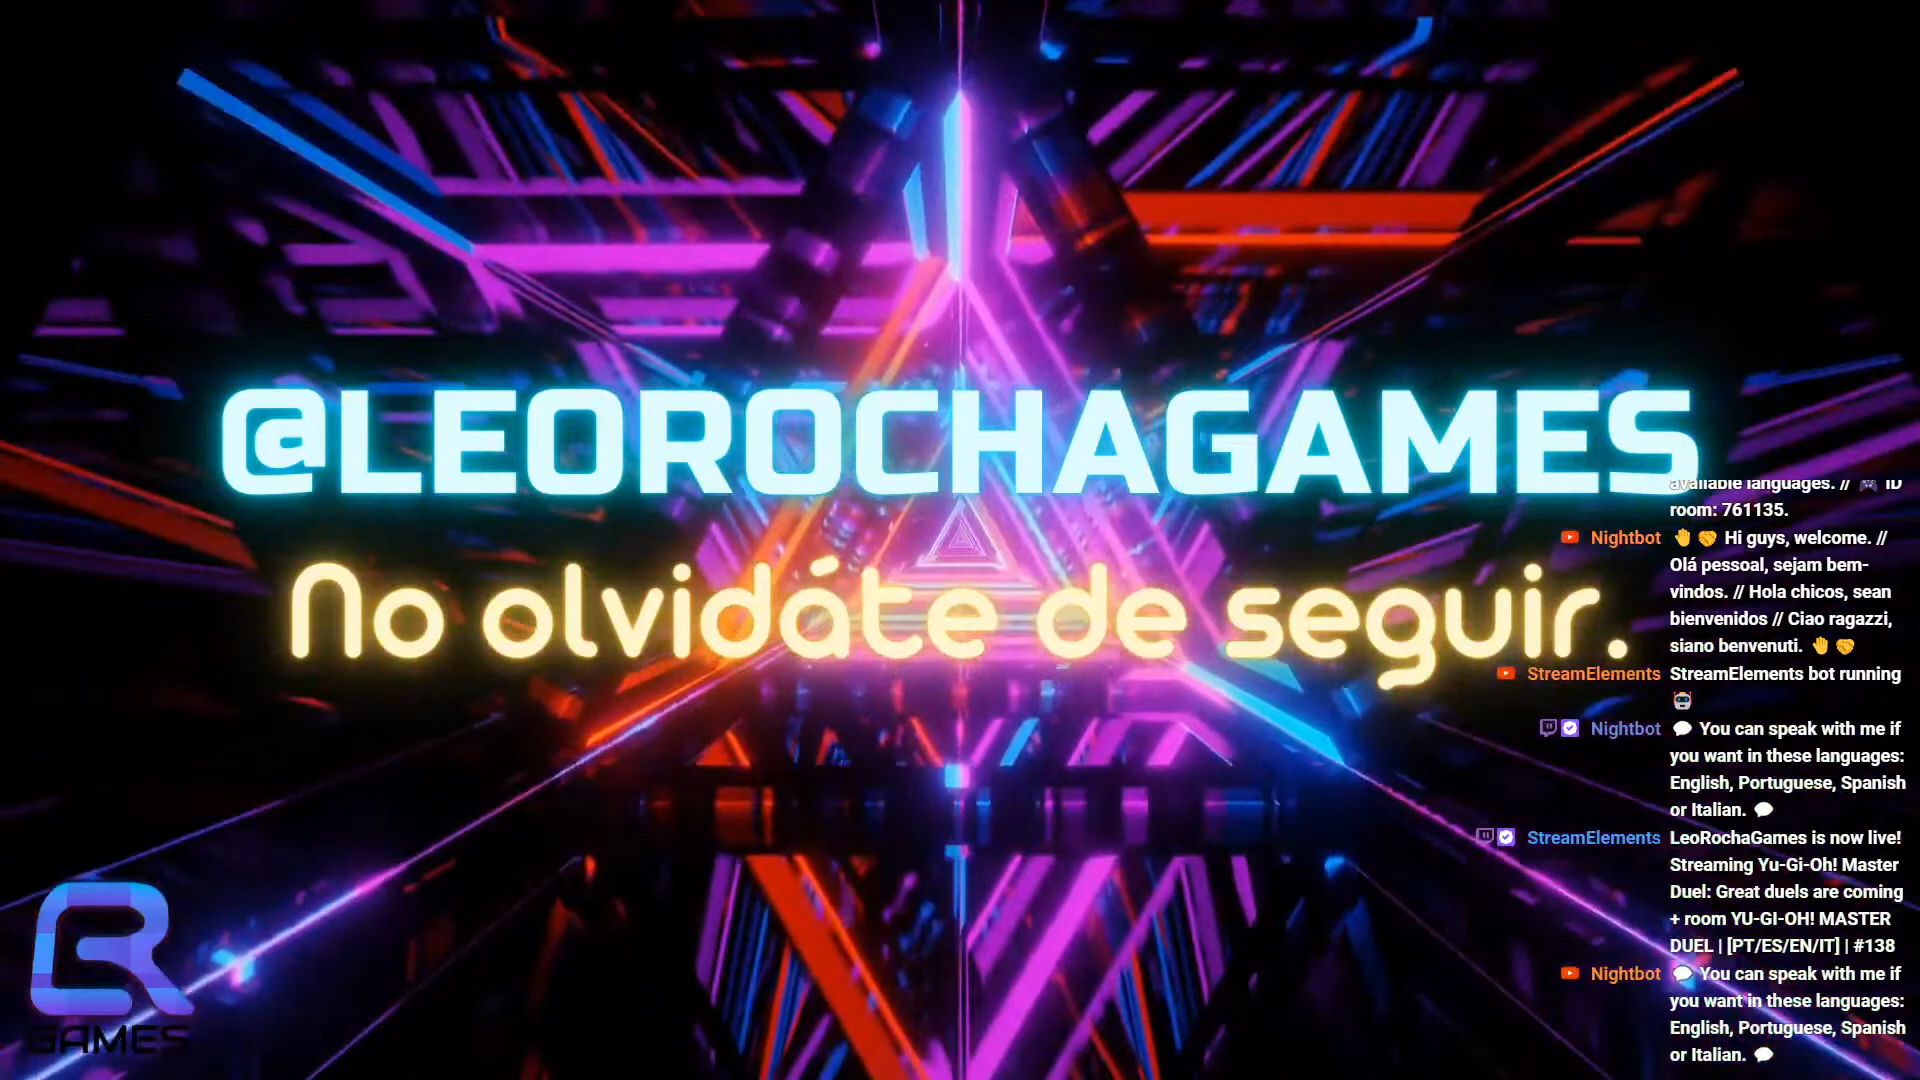 @LEOROCHAGAMES
No olvidáte de seguir.
available languages. // 🎮 ID
room: 761135.
Nightbot 🤚 🤝 Hi guys, welcome. //
Olá pessoal, sejam bem-
vindos. // Hola chicos, sean
bienvenidos // Ciao ragazzi,
siano benvenuti. 🤚 🤝
StreamElements StreamElements bot running
🤖
Nightbot 💬 You can speak with me if
you want in these languages:
English, Portuguese, Spanish
or Italian. 💬
StreamElements LeoRochaGames is now live!
Streaming Yu-Gi-Oh! Master
Duel: Great duels are coming
+ room YU-GI-OH! MASTER
DUEL | [PT/ES/EN/IT] | #138
Nightbot 💬 You can speak with me if
you want in these languages:
English, Portuguese, Spanish
or Italian. 💬
GAMES